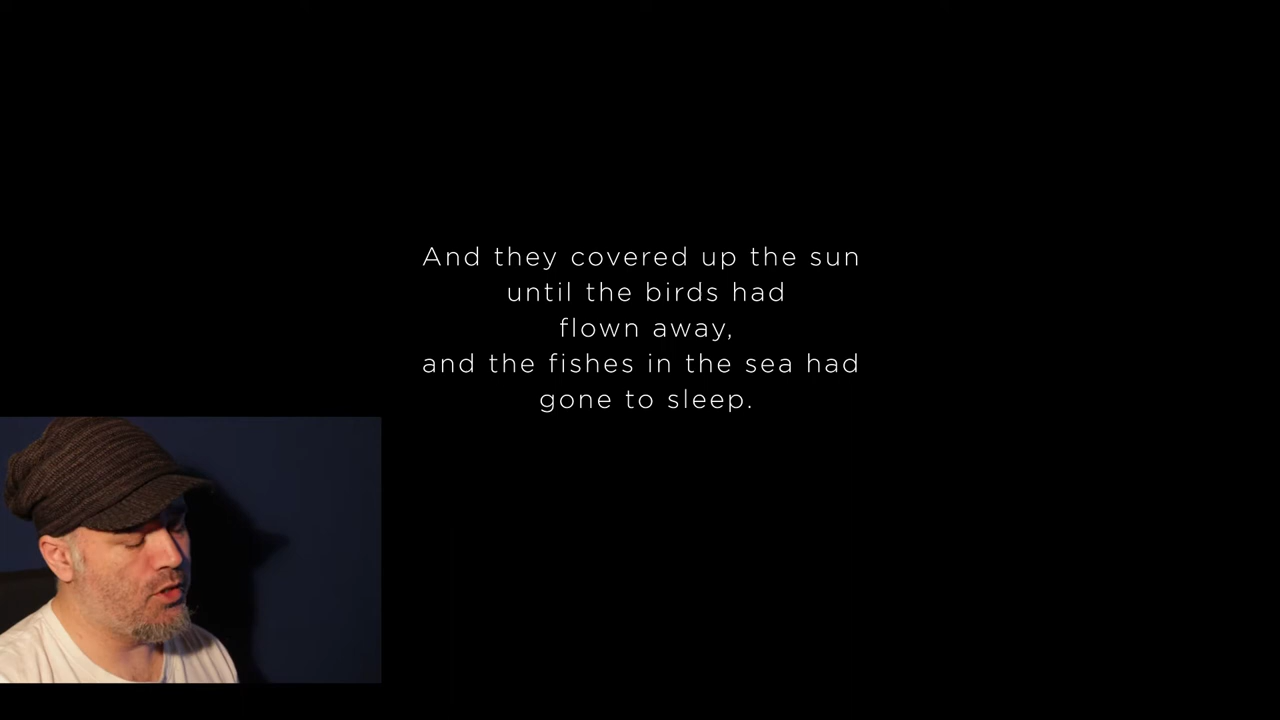 And they covered up the sun
until the birds had
flown away,
and the fishes in the sea had
gone to sleep.